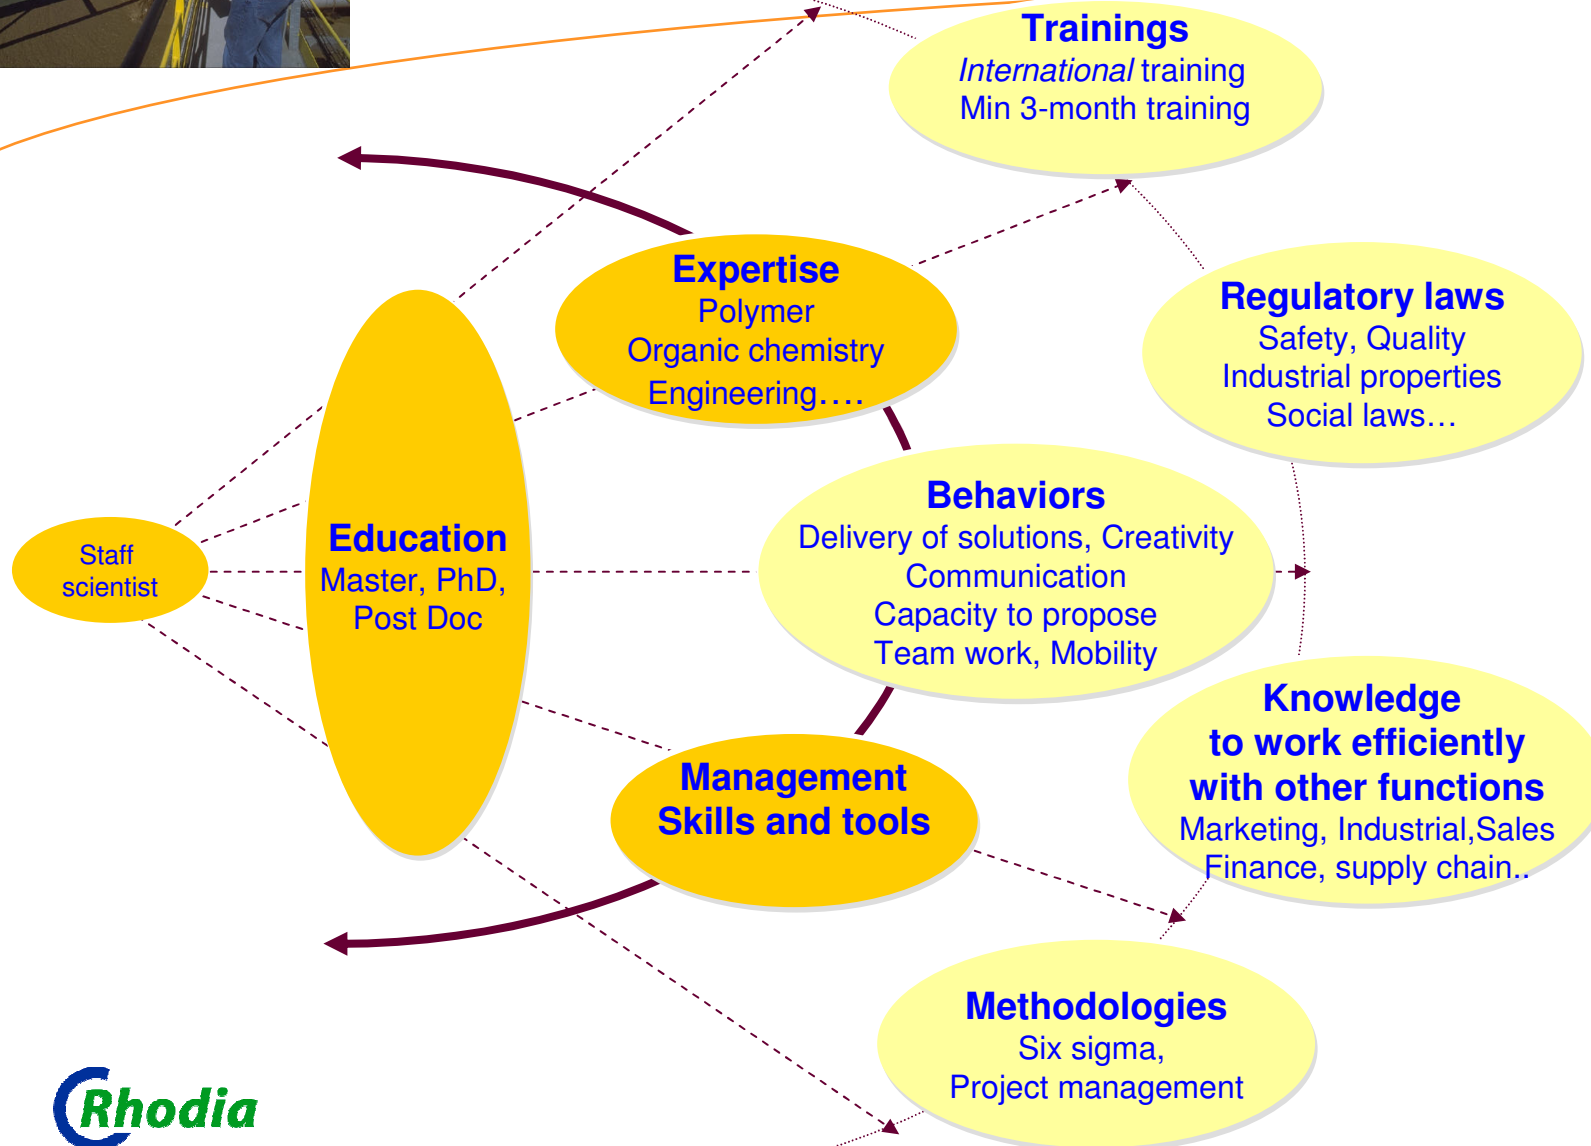 Trainings
International training
Min 3-month training
Expertise
Polymer
Organic chemistry
Engineering....
Regulatory laws
Safety, Quality
Industrial properties
Social laws...
Staff
scientist
Education
Master, PhD,
Post Doc
Behaviors
Delivery of solutions, Creativity
Communication
Capacity to propose
Team work, Mobility
Management
Skills and tools
Knowledge
to work efficiently
with other functions
Marketing, Industrial,Sales
Finance, supply chain..
Methodologies
Six sigma,
Project management
Rhodia